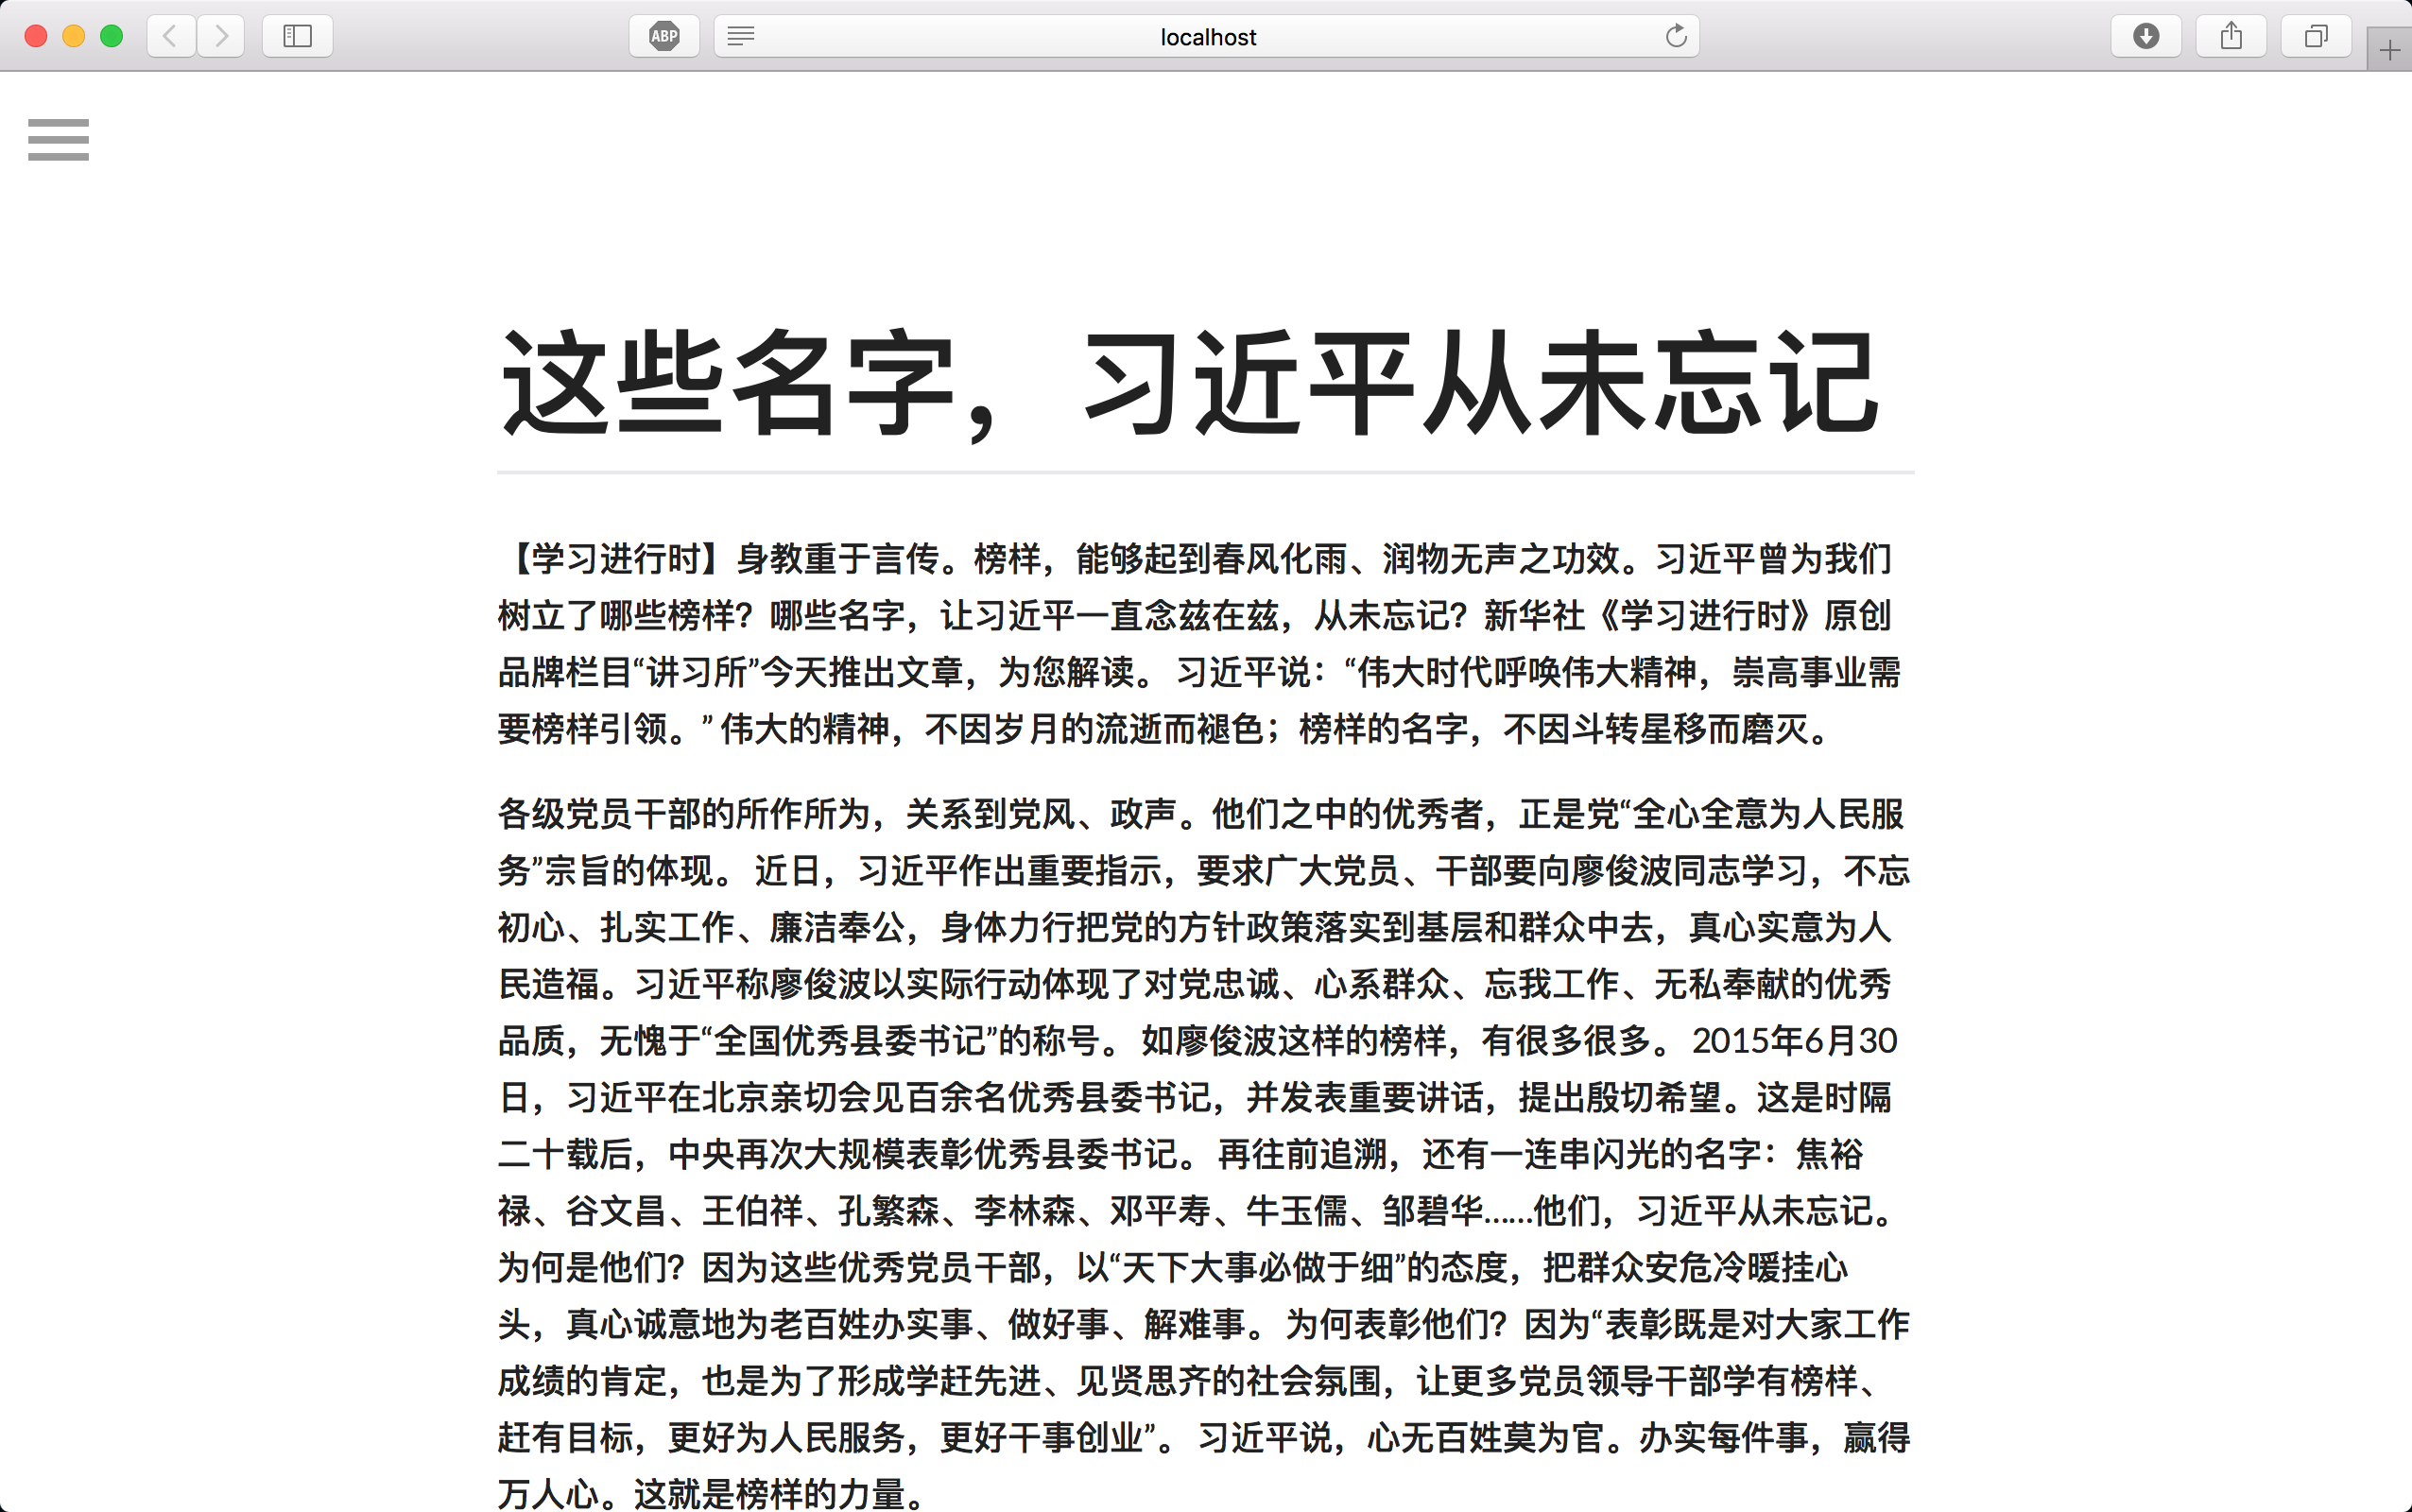 ABP
localhost
这些名字，习近平从未忘记
【学习进行时】身教重于言传。榜样，能够起到春风化雨、润物无声之功效。习近平曾为我们
树立了哪些榜样？哪些名字，让习近平一直念兹在兹，从未忘记？新华社《学习进行时》原创
品牌栏目“讲习所”今天推出文章，为您解读。 习近平说：“伟大时代呼唤伟大精神，崇高事业需
要榜样引领。” 伟大的精神，不因岁月的流逝而褪色；榜样的名字，不因斗转星移而磨灭。
各级党员干部的所作所为，关系到党风、政声。他们之中的优秀者，正是党“全心全意为人民服
务”宗旨的体现。 近日，习近平作出重要指示，要求广大党员、干部要向廖俊波同志学习，不忘
初心、扎实工作、廉洁奉公，身体力行把党的方针政策落实到基层和群众中去，真心实意为人
民造福。习近平称廖俊波以实际行动体现了对党忠诚、心系群众、忘我工作、无私奉献的优秀
品质，无愧于“全国优秀县委书记”的称号。 如廖俊波这样的榜样，有很多很多。 2015年6月30
日，习近平在北京亲切会见百余名优秀县委书记，并发表重要讲话，提出殷切希望。这是时隔
二十载后，中央再次大规模表彰优秀县委书记。 再往前追溯，还有一连串闪光的名字：焦裕
禄、谷文昌、王伯祥、孔繁森、李林森、邓平寿、牛玉儒、邹碧华……他们，习近平从未忘记。
为何是他们？因为这些优秀党员干部，以“天下大事必做于细”的态度，把群众安危冷暖挂心
头，真心诚意地为老百姓办实事、做好事、解难事。 为何表彰他们？因为“表彰既是对大家工作
成绩的肯定，也是为了形成学赶先进、见贤思齐的社会氛围，让更多党员领导干部学有榜样、
赶有目标，更好为人民服务，更好干事创业”。 习近平说，心无百姓莫为官。办实每件事，赢得
万人心。这就是榜样的力量。